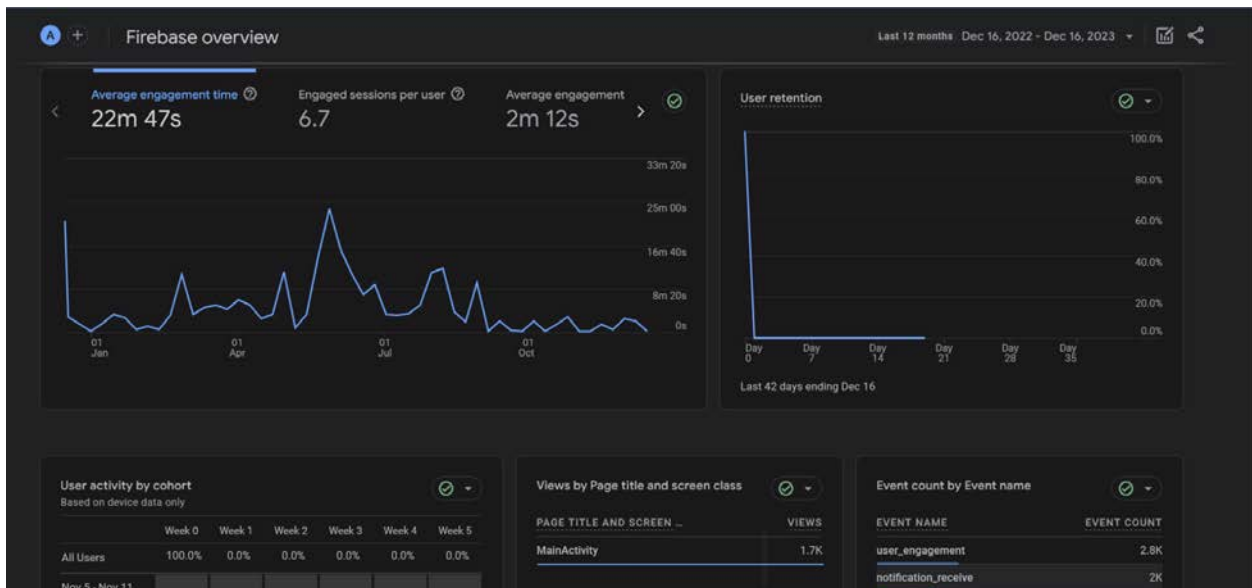 A + Firebase overview Last 12 months Dec 16, 2022 - Dec 16, 2023
Average engagement time Engaged sessions per user Average engagement
22m 47s 6.7 2m 12s
33m 20s
25m 00s
16m 40s
8m 20s
0s
01 Jan 01 Apr 01 Jul 01 Oct
User retention
100.0%
80.0%
60.0%
40.0%
20.0%
0.0%
Day 0 Day 7 Day 14 Day 21 Day 28 Day 35
Last 42 days ending Dec 16
User activity by cohort
Based on device data only
Week 0 Week 1 Week 2 Week 3 Week 4 Week 5
All Users 100.0% 0.0% 0.0% 0.0% 0.0% 0.0%
Nov 5 - Nov 11
Views by Page title and screen class
PAGE TITLE AND SCREEN … VIEWS
MainActivity 1.7K
Event count by Event name
EVENT NAME EVENT COUNT
user_engagement 2.8K
notification_receive 2K